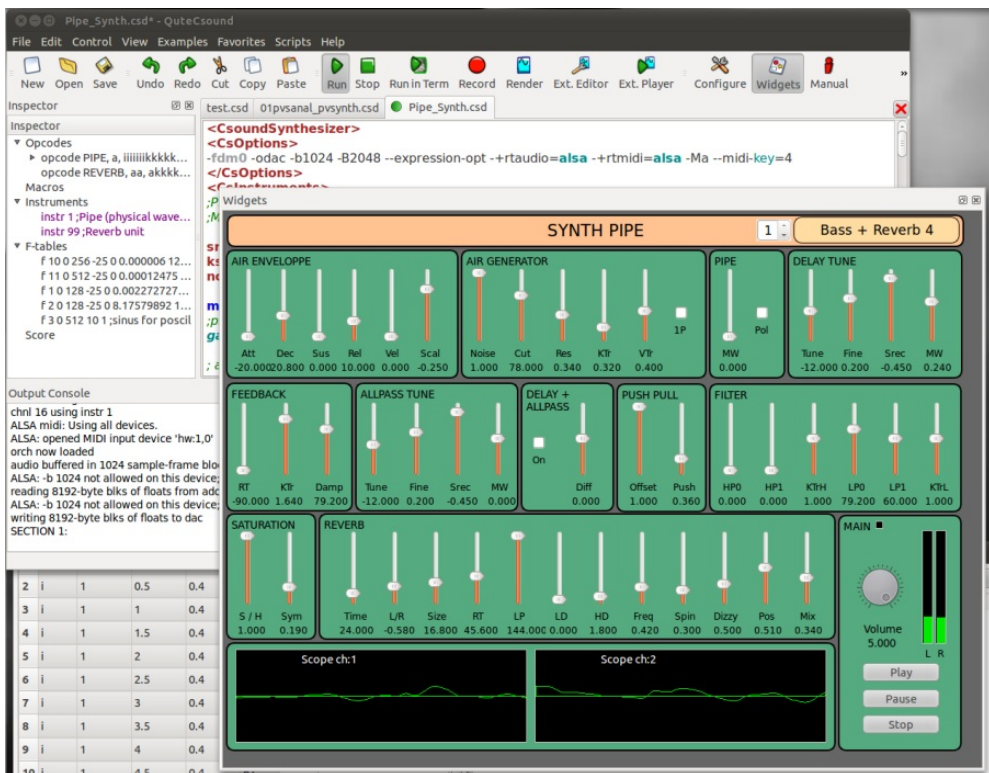 Pipe_Synth.csd* - QuteCsound
File Edit Control View Examples Favorites Scripts Help
New Open Save Undo Redo Cut Copy Paste Run Stop Run in Term Record Render Ext. Editor Ext. Player Configure Widgets Manual
Inspector
test.csd 01pvsanal_pvsynth.csd Pipe_Synth.csd
Inspector
Opcodes
opcode PIPE, a, iiiiiiikkkkk...
opcode REVERB, aa, akkkk...
Macros
Instruments
instr 1 ;Pipe (physical wave...
instr 99 ;Reverb unit
F-tables
f 10 0 256 -25 0 0.000006 12...
f 11 0 512 -25 0 0.00012475 ...
f 1 0 128 -25 0 0.002272727...
f 2 0 128 -25 0 8.17579892 1...
f 3 0 512 10 1 ;sinus for poscil
Score
<CsoundSynthesizer>
<CsOptions>
-fdm0 -odac -b1024 -B2048 --expression-opt -+rtaudio=alsa -+rtmidi=alsa -Ma --midi-key=4
</CsOptions>
<CsInstruments>
Output Console
chnl 16 using instr 1
ALSA midi: Using all devices.
ALSA: opened MIDI input device 'hw:1,0'
orch now loaded
audio buffered in 1024 sample-frame blo
ALSA: -b 1024 not allowed on this device;
reading 8192-byte blks of floats from adc
ALSA: -b 1024 not allowed on this device;
writing 8192-byte blks of floats to dac
SECTION 1:
Widgets
SYNTH PIPE 1 Bass + Reverb 4
AIR ENVELOPPE
Att Dec Sus Rel Vel Scal
-20.000 20.800 0.000 10.000 0.000 -0.250
AIR GENERATOR
1P
Noise Cut Res KTr VTr
1.000 78.000 0.340 0.320 0.400
PIPE
Pol
MW
0.000
DELAY TUNE
Tune Fine Srec MW
-12.000 0.200 -0.450 0.240
FEEDBACK
RT KTr Damp
-90.000 1.640 79.200
ALLPASS TUNE
Tune Fine Srec MW
-12.000 0.200 -0.450 0.000
DELAY +
ALLPASS
On
Diff
0.000
PUSH PULL
Offset Push
1.000 0.360
FILTER
HP0 HP1 KTrH LP0 LP1 KTrL
0.000 0.000 1.000 79.200 60.000 1.000
SATURATION
S / H Sym
1.000 0.190
REVERB
Time L/R Size RT LP LD HD Freq Spin Dizzy Pos Mix
24.000 -0.580 16.800 45.600 144.000 0.000 1.800 0.420 0.300 0.500 0.510 0.340
MAIN
Volume
5.000
L R
Play
Pause
Stop
Scope ch:1
Scope ch:2
2 i 1 0.5 0.4
3 i 1 1 0.4
4 i 1 1.5 0.4
5 i 1 2 0.4
6 i 1 2.5 0.4
7 i 1 3 0.4
8 i 1 3.5 0.4
9 i 1 4 0.4
10 i 1 4.5 0.4